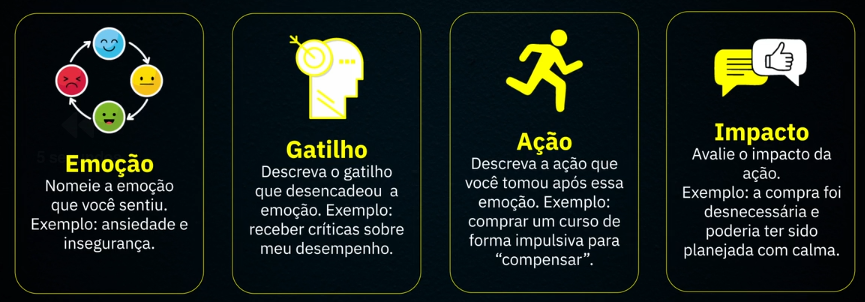 Emoção
Nomeie a emoção
que você sentiu.
Exemplo: ansiedade e
insegurança.
Gatilho
Descreva o gatilho
que desencadeou a
emoção. Exemplo:
receber críticas sobre
meu desempenho.
Ação
Descreva a ação que
você tomou após essa
emoção. Exemplo:
comprar um curso de
forma impulsiva para
“compensar”.
Impacto
Avalie o impacto da
ação.
Exemplo: a compra foi
desnecessária e
poderia ter sido
planejada com calma.